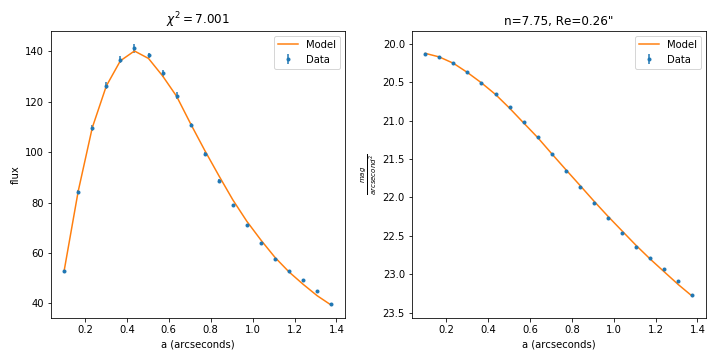 χ² = 7.001
140
120
100
80
60
40
flux
0.2 0.4 0.6 0.8 1.0 1.2 1.4
a (arcseconds)
Model
Data
n=7.75, Re=0.26"
20.0
20.5
21.0
21.5
22.0
22.5
23.0
23.5
mag
arcsecond²
0.2 0.4 0.6 0.8 1.0 1.2 1.4
a (arcseconds)
Model
Data